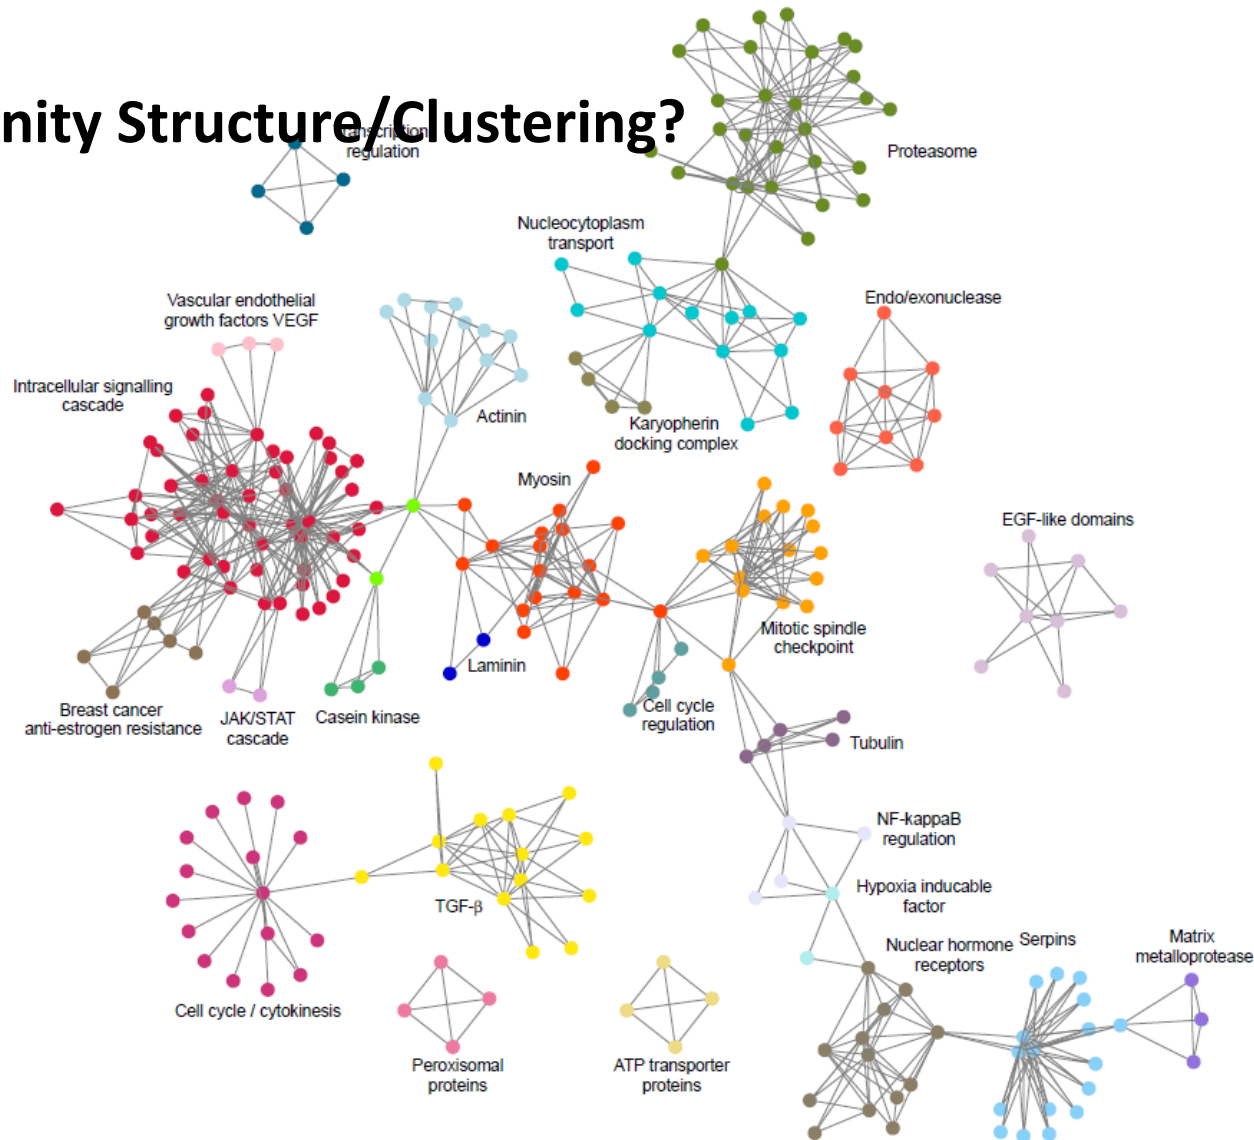 nity Structure/Clustering?
Transcription
regulation
Proteasome
Nucleocytoplasm
transport
Vascular endothelial
growth factors VEGF
Endo/exonuclease
Intracellular signalling
cascade
Actinin
Karyopherin
docking complex
Myosin
EGF-like domains
Mitotic spindle
checkpoint
Laminin
Breast cancer
anti-estrogen resistance
JAK/STAT
cascade
Casein kinase
Cell cycle
regulation
Tubulin
NF-kappaB
regulation
Hypoxia inducable
factor
TGF-β
Nuclear hormone
receptors
Serpins
Matrix
metalloprotease
Cell cycle / cytokinesis
Peroxisomal
proteins
ATP transporter
proteins